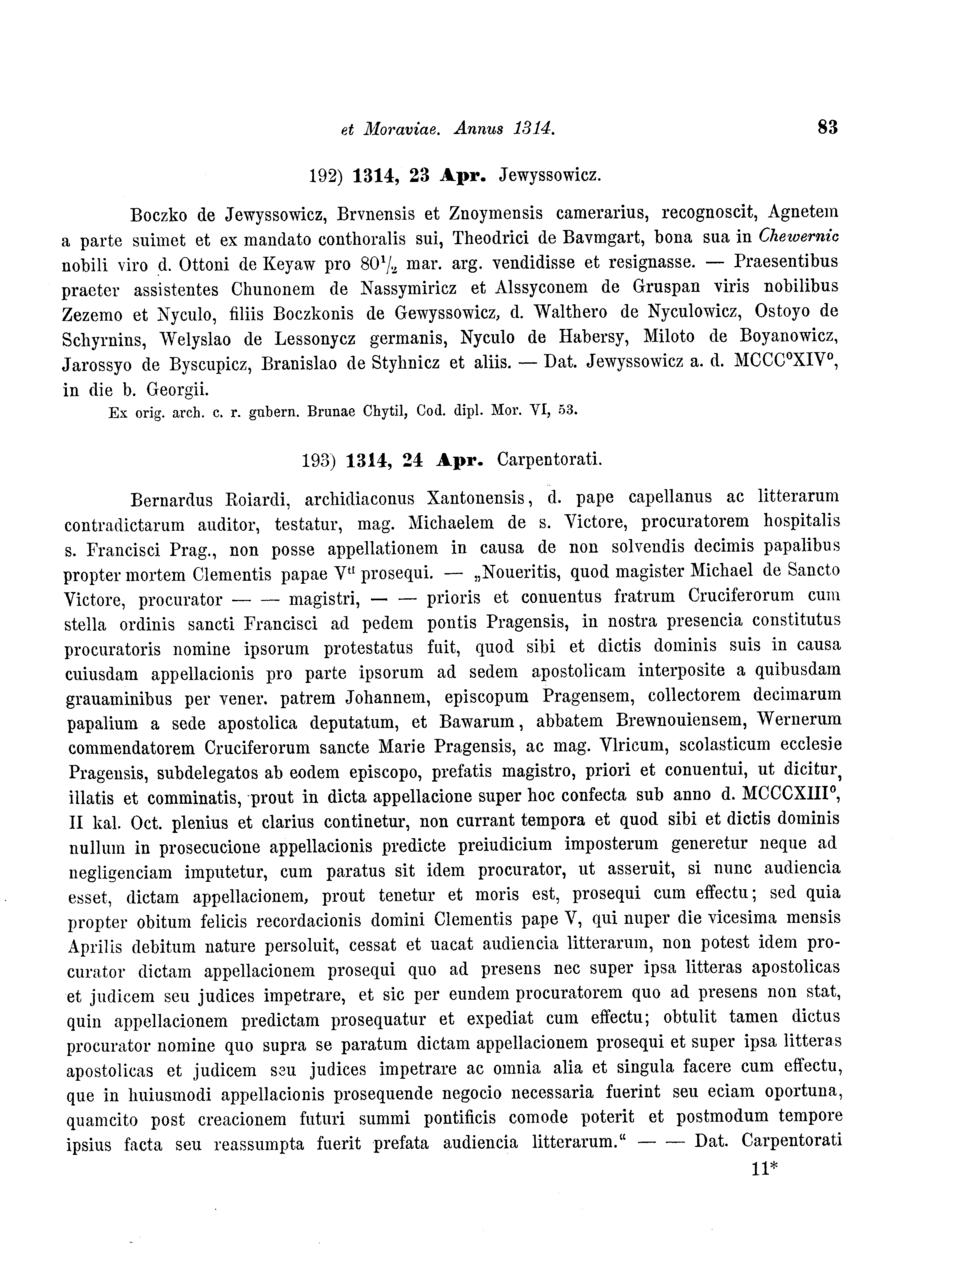 et Moraviae. Annus 1314. 83
192) 1314, 23 Apr. Jewyssowicz.
Boczko de Jewyssowicz, Brvnensis et Znoymensis camerarius, recognoscit, Agnetem
a parte suimet et ex mandato conthoralis sui, Theodrici de Bavmgart, bona sua in Chewernic
nobili viro d. Ottoni de Keyaw pro 80¹/₂ mar. arg. vendidisse et resignasse. — Praesentibus
praeter assistentes Chunonem de Nassymiricz et Alssyconem de Gruspan viris nobilibus
Zezemo et Nyculo, filiis Boczkonis de Gewyssowicz, d. Walthero de Nyculowicz, Ostoyo de
Schyrnins, Welyslao de Lessonycz germanis, Nyculo de Habersy, Miloto de Boyanowicz,
Jarossyo de Byscupicz, Branislao de Styhnicz et aliis. — Dat. Jewyssowicz a. d. MCCC⁰XIV⁰,
in die b. Georgii.
Ex orig. arch. c. r. gubern. Brunae Chytil, Cod. dipl. Mor. VI, 53.
193) 1314, 24 Apr. Carpentorati.
Bernardus Roiardi, archidiaconus Xantonensis, d. pape capellanus ac litterarum
contradictarum auditor, testatur, mag. Michaelem de s. Victore, procuratorem hospitalis
s. Francisci Prag., non posse appellationem in causa de non solvendis decimis papalibus
propter mortem Clementis papae Vᵗⁱ prosequi. — „Noueritis, quod magister Michael de Sancto
Victore, procurator — — magistri, — — prioris et conuentus fratrum Cruciferorum cum
stella ordinis sancti Francisci ad pedem pontis Pragensis, in nostra presencia constitutus
procuratoris nomine ipsorum protestatus fuit, quod sibi et dictis dominis suis in causa
cuiusdam appellacionis pro parte ipsorum ad sedem apostolicam interposite a quibusdam
grauaminibus per vener. patrem Johannem, episcopum Pragensem, collectorem decimarum
papalium a sede apostolica deputatum, et Bawarum, abbatem Brewnouiensem, Wernerum
commendatorem Cruciferorum sancte Marie Pragensis, ac mag. Vlricum, scolasticum ecclesie
Pragensis, subdelegatos ab eodem episcopo, prefatis magistro, priori et conuentui, ut dicitur,
illatis et comminatis, prout in dicta appellacione super hoc confecta sub anno d. MCCCXIII⁰,
II kal. Oct. plenius et clarius continetur, non currant tempora et quod sibi et dictis dominis
nullum in prosecucione appellacionis predicte preiudicium imposterum generetur neque ad
negligenciam imputetur, cum paratus sit idem procurator, ut asseruit, si nunc audiencia
esset, dictam appellacionem, prout tenetur et moris est, prosequi cum effectu; sed quia
propter obitum felicis recordacionis domini Clementis pape V, qui nuper die vicesima mensis
Aprilis debitum nature persoluit, cessat et uacat audiencia litterarum, non potest idem pro-
curator dictam appellacionem prosequi quo ad presens nec super ipsa litteras apostolicas
et judicem seu judices impetrare, et sic per eundem procuratorem quo ad presens non stat,
quin appellacionem predictam prosequatur et expediat cum effectu; obtulit tamen dictus
procurator nomine quo supra se paratum dictam appellacionem prosequi et super ipsa litteras
apostolicas et judicem seu judices impetrare ac omnia alia et singula facere cum effectu,
que in huiusmodi appellacionis prosequende negocio necessaria fuerint seu eciam oportuna,
quamcito post creacionem futuri summi pontificis comode poterit et postmodum tempore
ipsius facta seu reassumpta fuerit prefata audiencia litterarum.“ — — Dat. Carpentorati
11*